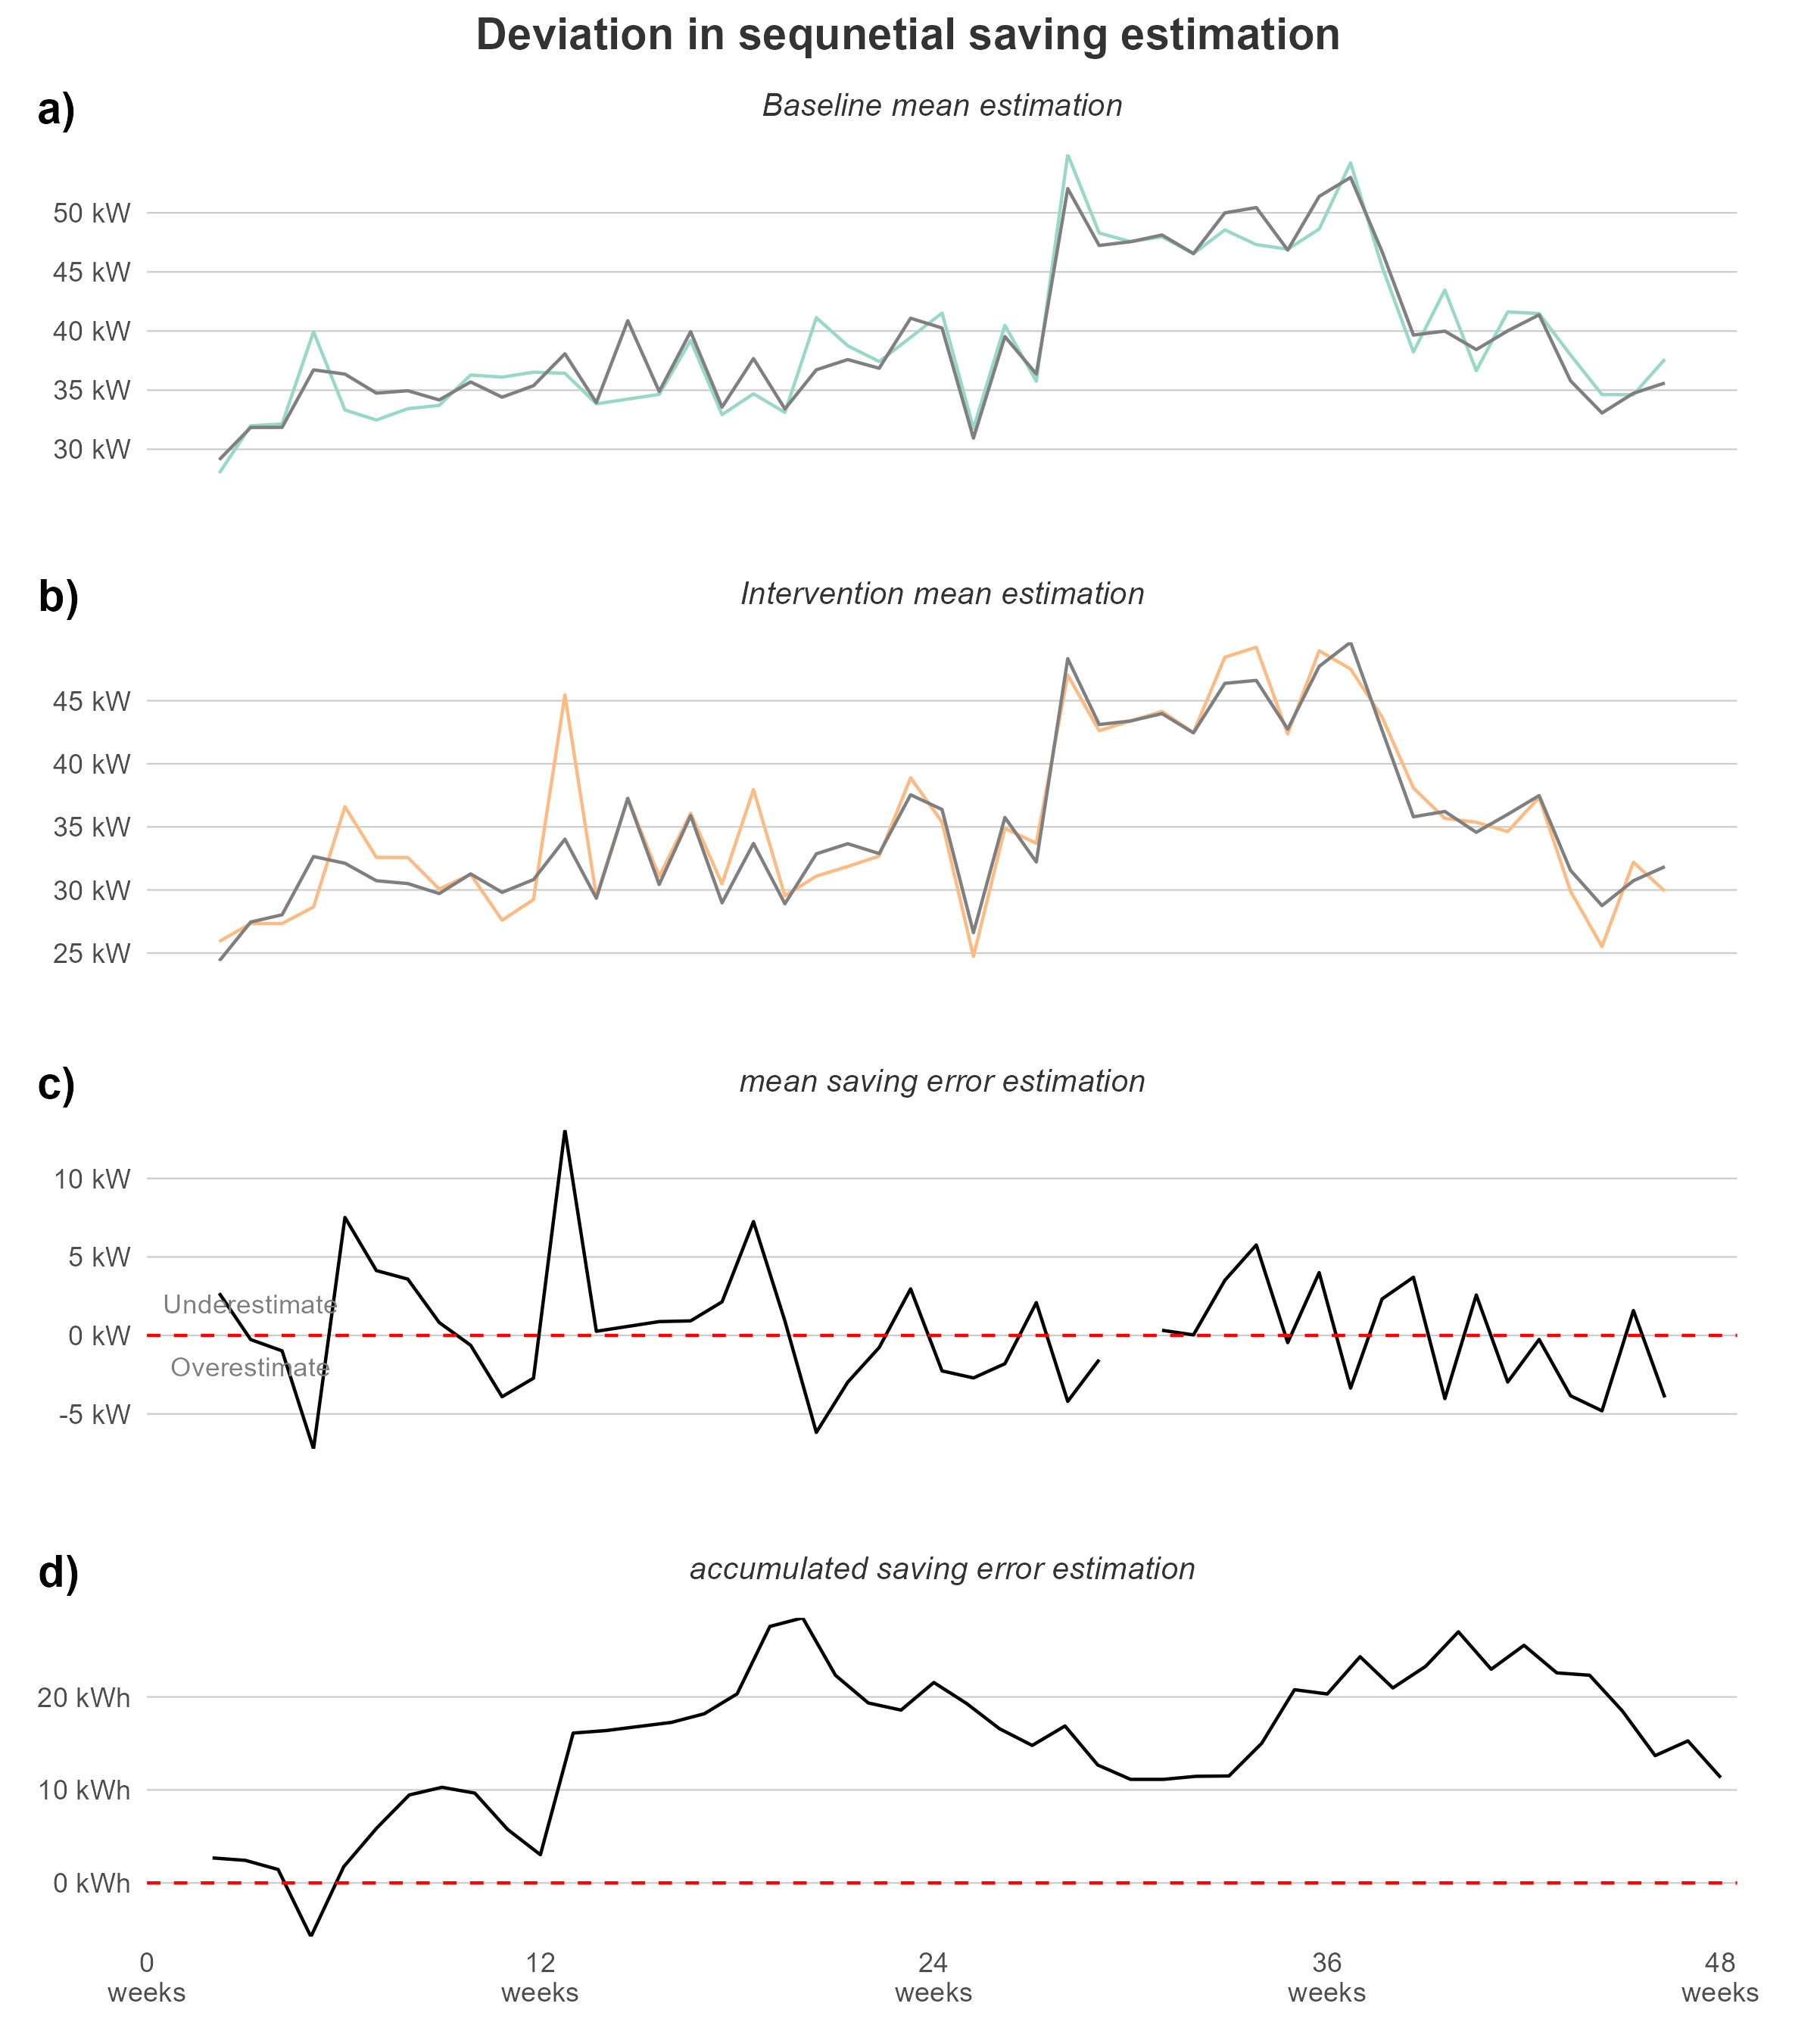 Deviation in sequnetial saving estimation
a)
Baseline mean estimation
50 kW
45 kW
40 kW
35 kW
30 kW
b)
Intervention mean estimation
45 kW
40 kW
35 kW
30 kW
25 kW
c)
mean saving error estimation
10 kW
5 kW
Underestimate
0 kW
Overestimate
-5 kW
d)
accumulated saving error estimation
20 kWh
10 kWh
0 kWh
0 12 24 36 48
weeks weeks weeks weeks weeks